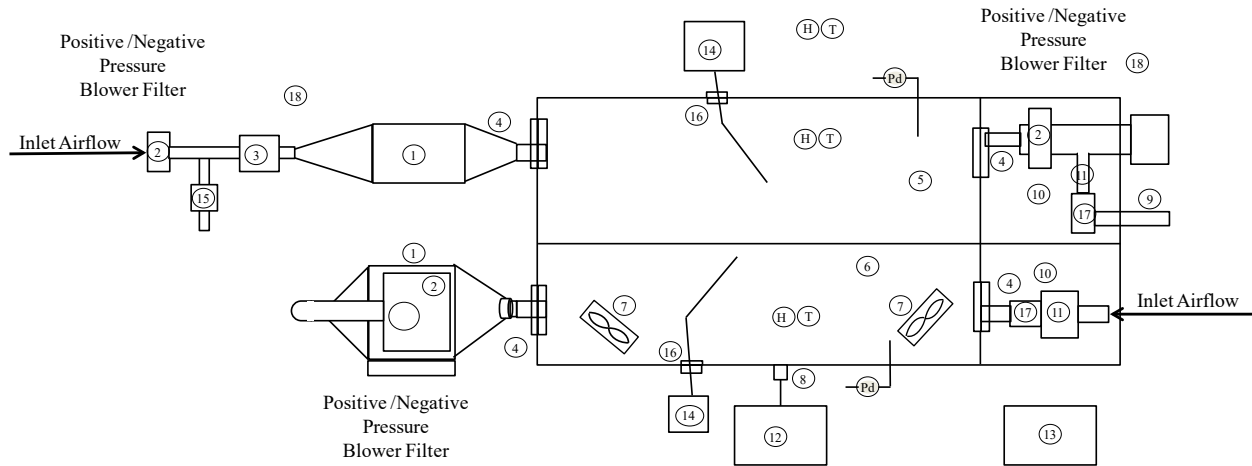 Positive /Negative
Pressure
Blower Filter
Positive /Negative
Pressure
Blower Filter
H T
14
18
Pd
18
4
16
Inlet Airflow
2
3
1
H T
2
4
5
11
10
9
15
17
1
6
10
2
7
7
4
Inlet Airflow
H T
17
11
4
16
8
Pd
Positive /Negative
Pressure
Blower Filter
14
12
13